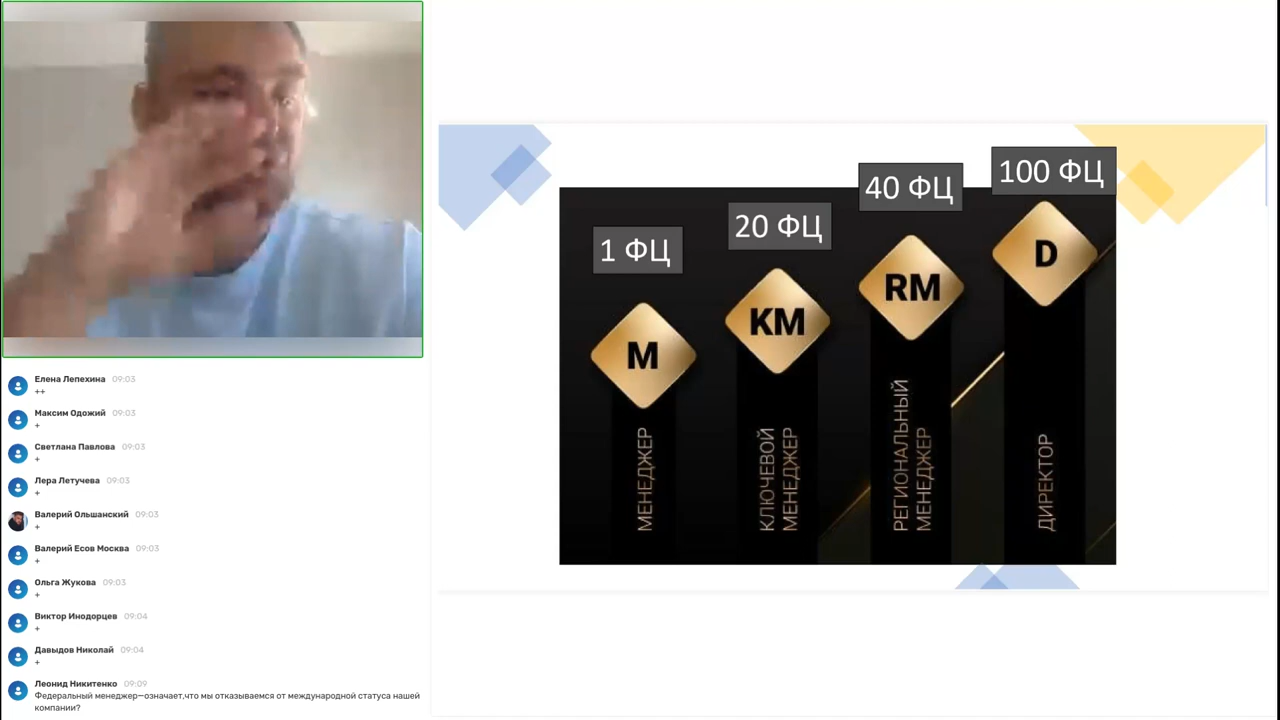 Елена Лепехина 09:03
++
Максим Одожий 09:03
+
Светлана Павлова 09:03
+
Лера Летучева 09:03
+
Валерий Ольшанский 09:03
+
Валерий Есов Москва 09:03
+
Ольга Жукова 09:03
+
Виктор Инодорцев 09:04
+
Давыдов Николай 09:04
+
Леонид Никитенко 09:09
Федеральный менеджер—означает,что мы отказываемся от международной статуса нашей
компании?
1 ФЦ
20 ФЦ
40 ФЦ
100 ФЦ
M
KM
RM
D
МЕНЕДЖЕР
КЛЮЧЕВОЙ
МЕНЕДЖЕР
РЕГИОНАЛЬНЫЙ
МЕНЕДЖЕР
ДИРЕКТОР